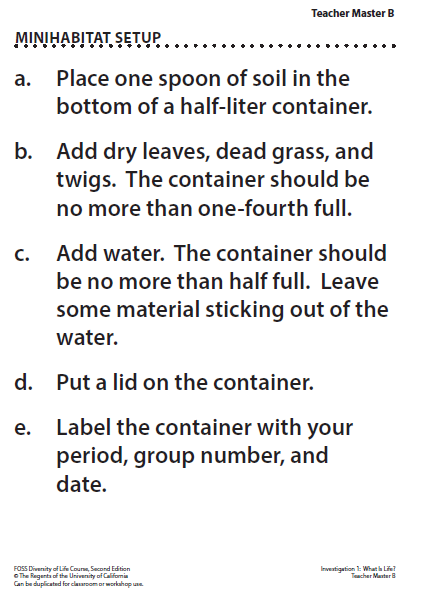 Teacher Master B
MINIHABITAT SETUP
a. Place one spoon of soil in the
bottom of a half-liter container.
b. Add dry leaves, dead grass, and
twigs. The container should be
no more than one-fourth full.
c. Add water. The container should
be no more than half full. Leave
some material sticking out of the
water.
d. Put a lid on the container.
e. Label the container with your
period, group number, and
date.
FOSS Diversity of Life Course, Second Edition
© The Regents of the University of California
Can be duplicated for classroom or workshop use.
Investigation 1: What Is Life?
Teacher Master B